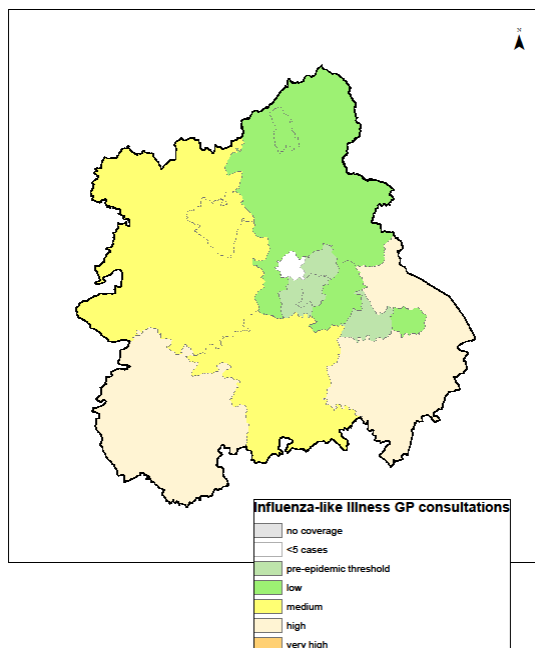 Influenza-like Illness GP consultations
no coverage
<5 cases
pre-epidemic threshold
low
medium
high
very high